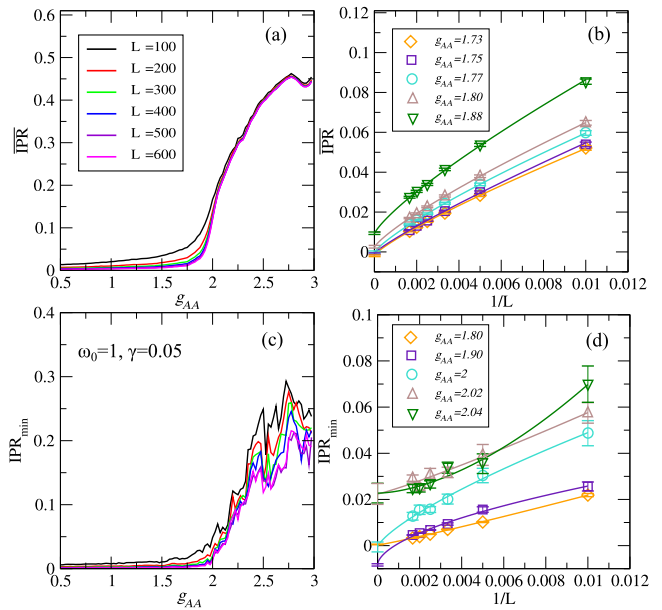 (a)
L =100
L =200
L =300
L =400
L =500
L =600
IPR
0.6
0.5
0.4
0.3
0.2
0.1
0
0.5 1 1.5 2 2.5 3
g_AA
(b)
g_AA=1.73
g_AA=1.75
g_AA=1.77
g_AA=1.80
g_AA=1.88
IPR
0.12
0.1
0.08
0.06
0.04
0.02
0
0 0.002 0.004 0.006 0.008 0.01 0.012
1/L
(c)
ω₀=1, γ=0.05
IPR_min
0.4
0.3
0.2
0.1
0
0.5 1 1.5 2 2.5 3
g_AA
(d)
g_AA=1.80
g_AA=1.90
g_AA=2
g_AA=2.02
g_AA=2.04
IPR_min
0.1
0.08
0.06
0.04
0.02
0
0 0.002 0.004 0.006 0.008 0.01 0.012
1/L